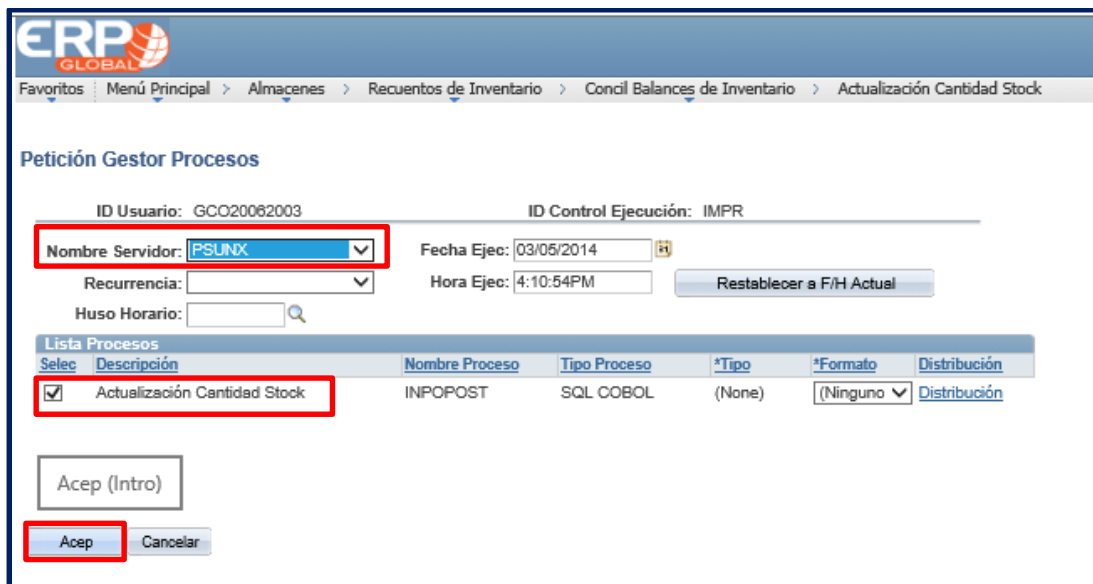 ERP
GLOBAL
Favoritos Menú Principal > Almacenes > Recuentos de Inventario > Concil Balances de Inventario > Actualización Cantidad Stock
Petición Gestor Procesos
ID Usuario: GCO20062003 ID Control Ejecución: IMPR
Nombre Servidor: PSUNX Fecha Ejec: 03/05/2014 31
Recurrencia: Hora Ejec: 4:10:54PM Restablecer a F/H Actual
Huso Horario:
Lista Procesos
Selec Descripción Nombre Proceso Tipo Proceso *Tipo *Formato Distribución
Actualización Cantidad Stock INPOPOST SQL COBOL (None) (Ninguno Distribución
Acep (Intro)
Acep Cancelar